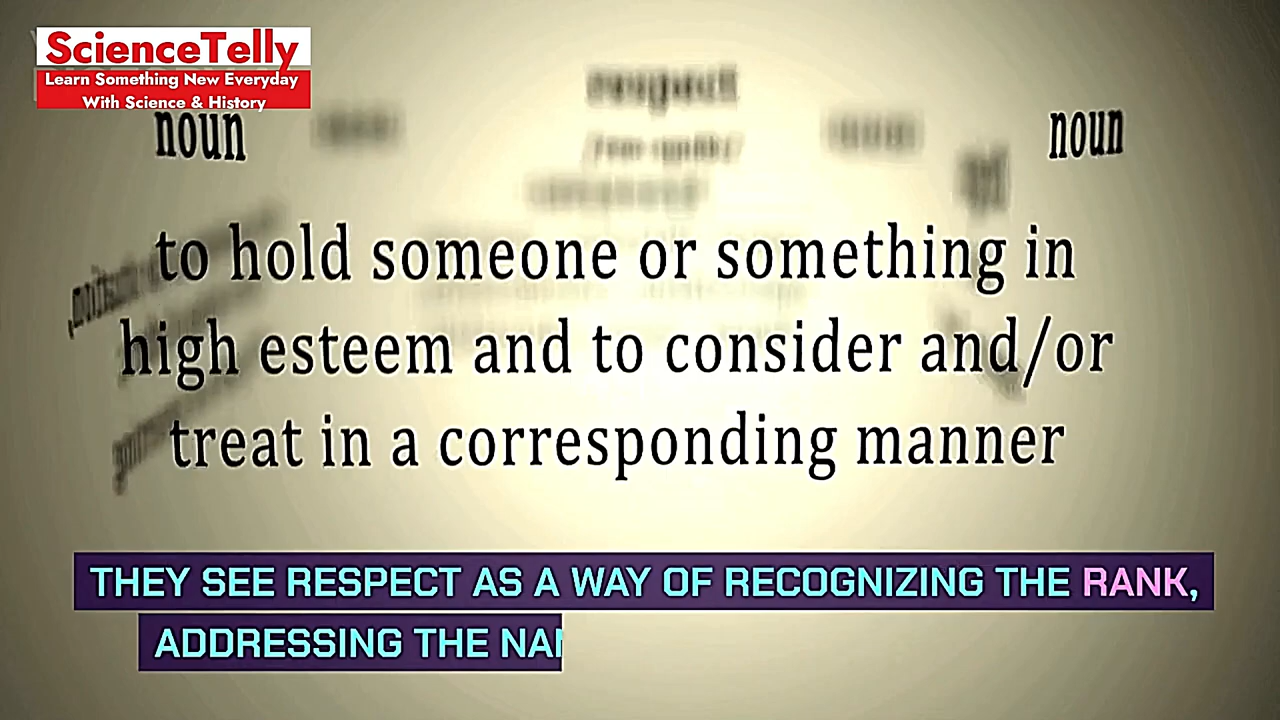 ScienceTelly
Learn Something New Everyday
With Science & History
respect
noun
noun
to hold someone or something in
high esteem and to consider and/or
treat in a corresponding manner
THEY SEE RESPECT AS A WAY OF RECOGNIZING THE RANK,
ADDRESSING THE